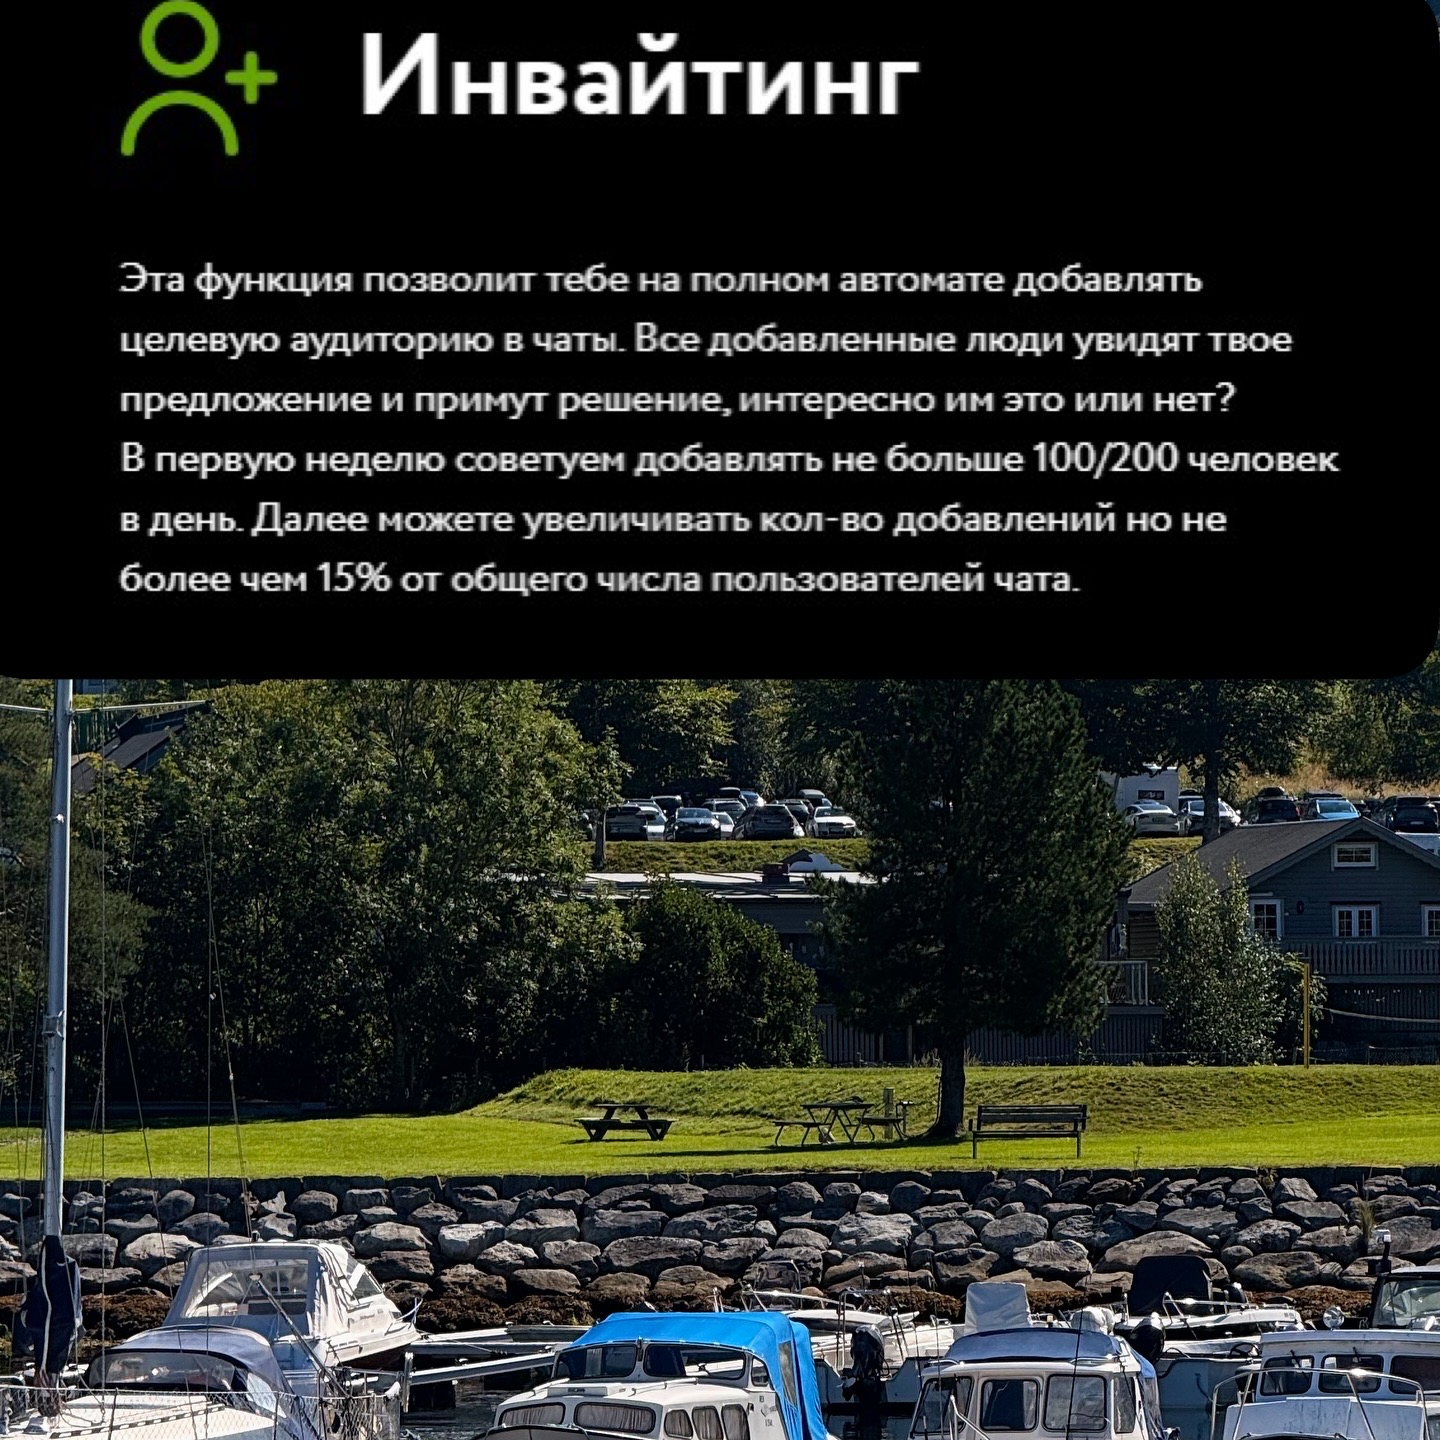 Инвайтинг
Эта функция позволит тебе на полном автомате добавлять
целевую аудиторию в чаты. Все добавленные люди увидят твое
предложение и примут решение, интересно им это или нет?
В первую неделю советуем добавлять не больше 100/200 человек
в день. Далее можете увеличивать кол-во добавлений но не
более чем 15% от общего числа пользователей чата.